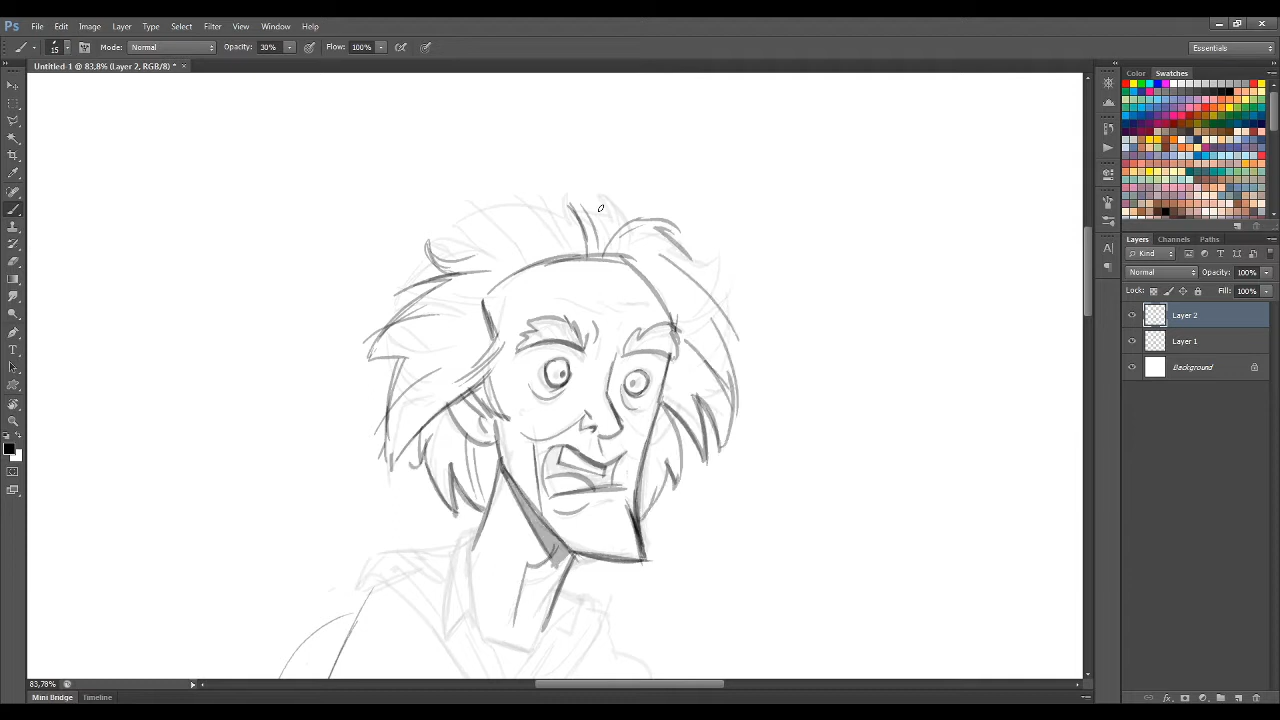 Ps File Edit Image Layer Type Select Filter View Window Help
15 Mode: Normal Opacity: 30% Flow: 100% Essentials
Untitled-1 @ 83,8% (Layer 2, RGB/8) * ×
Color Swatches
Layers Channels Paths
Kind
Normal Opacity: 100%
Lock: Fill: 100%
Layer 2
Layer 1
Background
83,78%
Mini Bridge Timeline